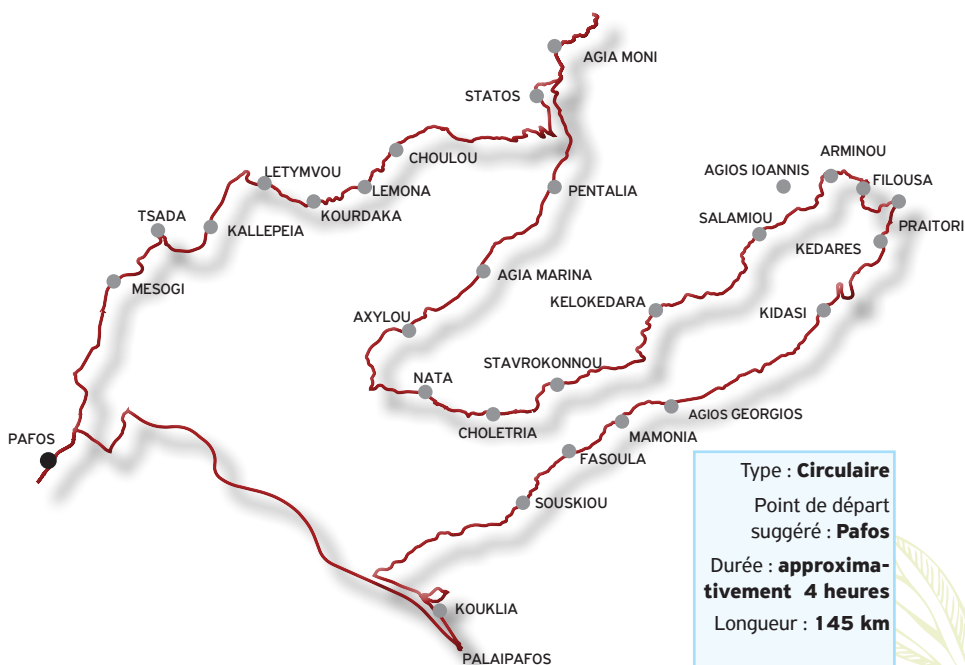 AGIA MONI
STATOS
CHOULOU
LETYMVOU
LEMONA
KOURDAKA
TSADA
KALLEPEIA
MESOGI
PENTALIA
AGIA MARINA
AXYLOU
NATA
CHOLETRIA
STAVROKONNOU
KELOKEDARA
SALAMIOU
AGIOS IOANNIS
ARMINOU
FILOUSA
PRAITORI
KEDARES
KIDASI
AGIOS GEORGIOS
MAMONIA
FASOULA
SOUSKIOU
KOUKLIA
PALAIPAFOS
PAFOS
Type : Circulaire
Point de départ
suggéré : Pafos
Durée : approxima-
tivement 4 heures
Longueur : 145 km